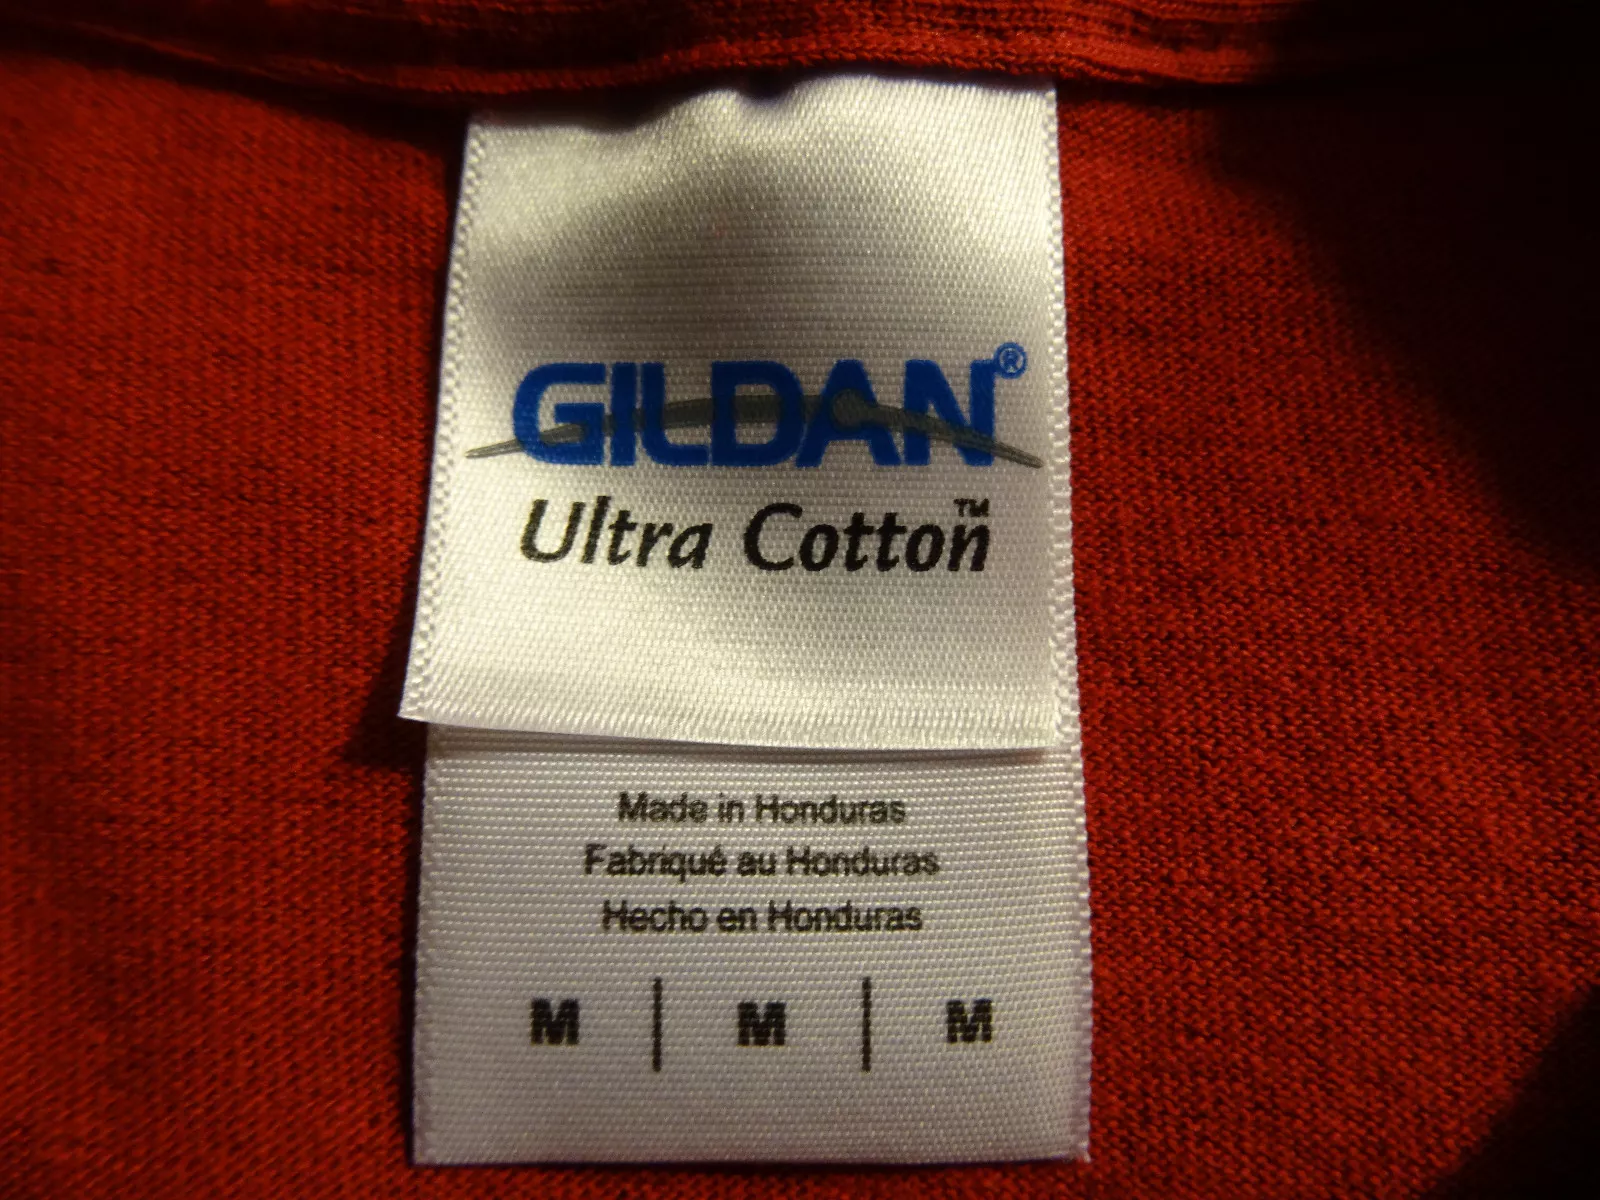 GILDAN®
Ultra Cotton™
Made in Honduras
Fabriqué au Honduras
Hecho en Honduras
M | M | M